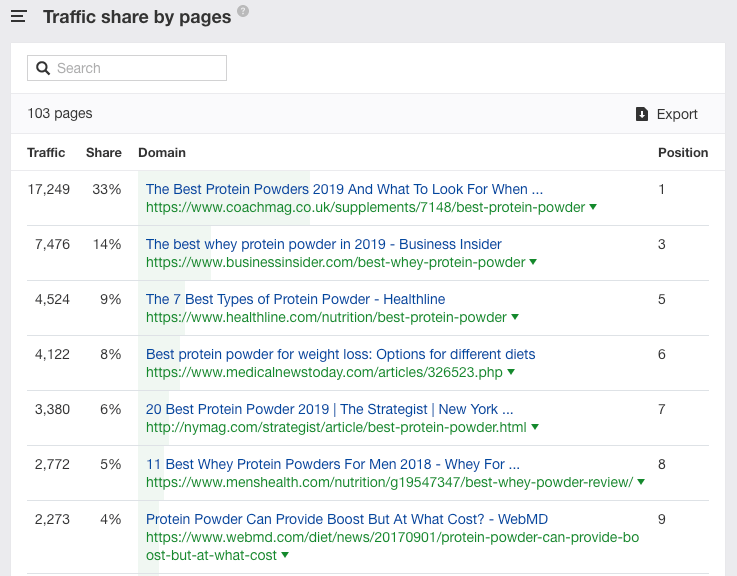 Traffic share by pages ?
Search
103 pages Export
Traffic Share Domain Position
17,249 33% The Best Protein Powders 2019 And What To Look For When ... 1
https://www.coachmag.co.uk/supplements/7148/best-protein-powder
7,476 14% The best whey protein powder in 2019 - Business Insider 3
https://www.businessinsider.com/best-whey-protein-powder
4,524 9% The 7 Best Types of Protein Powder - Healthline 5
https://www.healthline.com/nutrition/best-protein-powder
4,122 8% Best protein powder for weight loss: Options for different diets 6
https://www.medicalnewstoday.com/articles/326523.php
3,380 6% 20 Best Protein Powder 2019 | The Strategist | New York ... 7
http://nymag.com/strategist/article/best-protein-powder.html
2,772 5% 11 Best Whey Protein Powders For Men 2018 - Whey For ... 8
https://www.menshealth.com/nutrition/g19547347/best-whey-powder-review/
2,273 4% Protein Powder Can Provide Boost But At What Cost? - WebMD 9
https://www.webmd.com/diet/news/20170901/protein-powder-can-provide-bo
ost-but-at-what-cost